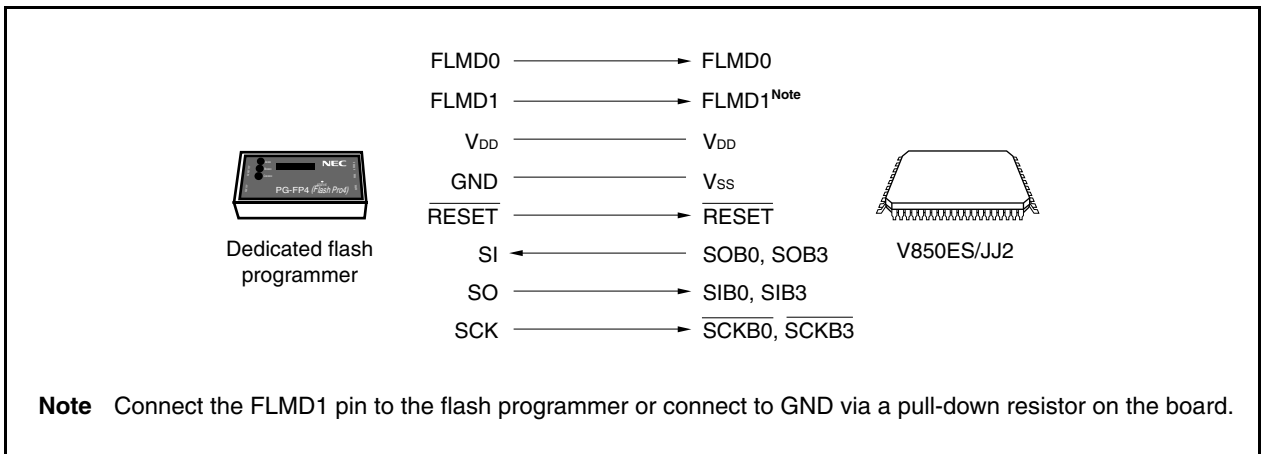 FLMD0 FLMD0
FLMD1 FLMD1Note
VDD VDD
GND VSS
RESET RESET
SI SOB0, SOB3
SO SIB0, SIB3
SCK SCKB0, SCKB3
NEC
PG-FP4 (Flash Pro4)
Dedicated flash
programmer
V850ES/JJ2
Note Connect the FLMD1 pin to the flash programmer or connect to GND via a pull-down resistor on the board.